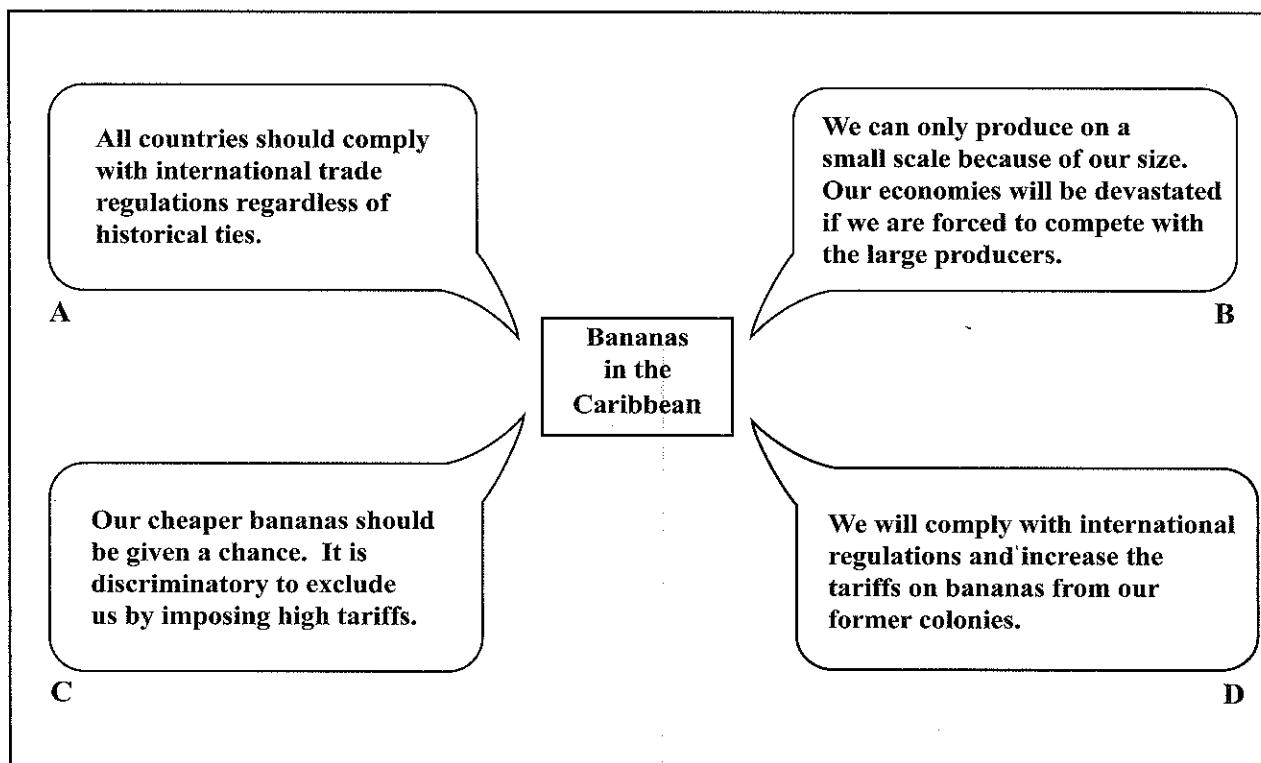 All countries should comply
with international trade
regulations regardless of
historical ties.
A
We can only produce on a
small scale because of our size.
Our economies will be devastated
if we are forced to compete with
the large producers.
B
Bananas
in the
Caribbean
Our cheaper bananas should
be given a chance. It is
discriminatory to exclude
us by imposing high tariffs.
C
We will comply with international
regulations and increase the
tariffs on bananas from our
former colonies.
D